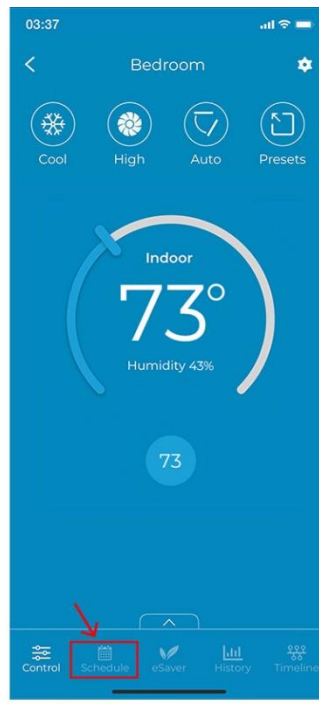 03:37
Bedroom
Cool High Auto Presets
Indoor
73°
Humidity 43%
73
Control Schedule eSaver History Timeline